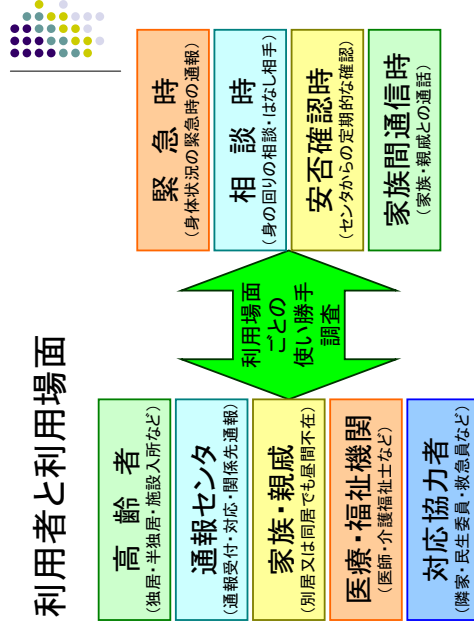 利用者と利用場面
高齢者
(独居・半独居・施設入所など)
通報センタ
(通報受付・対応・関係先通報)
家族・親戚
(別居又は同居でも昼間不在)
医療・福祉機関
(医師・介護福祉士など)
対応協力者
(隣家・民生委員・救急員など)
利用場面
ごとの
使い勝手
調査
緊急時
(身体状況の緊急時の通報)
相談時
(身の回りの相談・はなし相手)
安否確認時
(センタからの定期的な確認)
家族間通信時
(家族・親戚との通話)